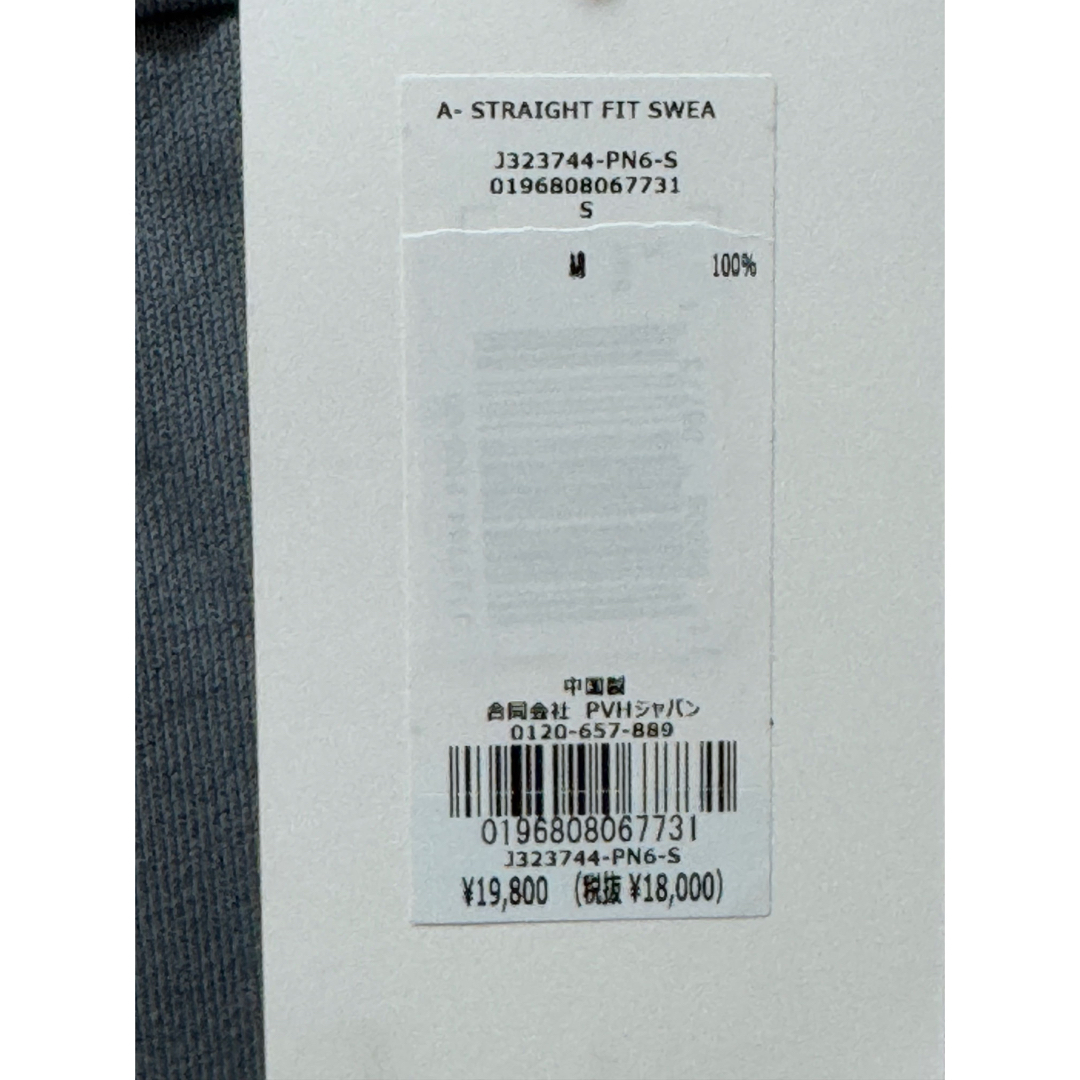 A- STRAIGHT FIT SWEA
J323744-PN6-S
0196808067731
S
綿 100%
中国製
合同会社 PVHジャパン
0120-657-889
0196808067731
J323744-PN6-S
¥19,800 (税抜 ¥18,000)